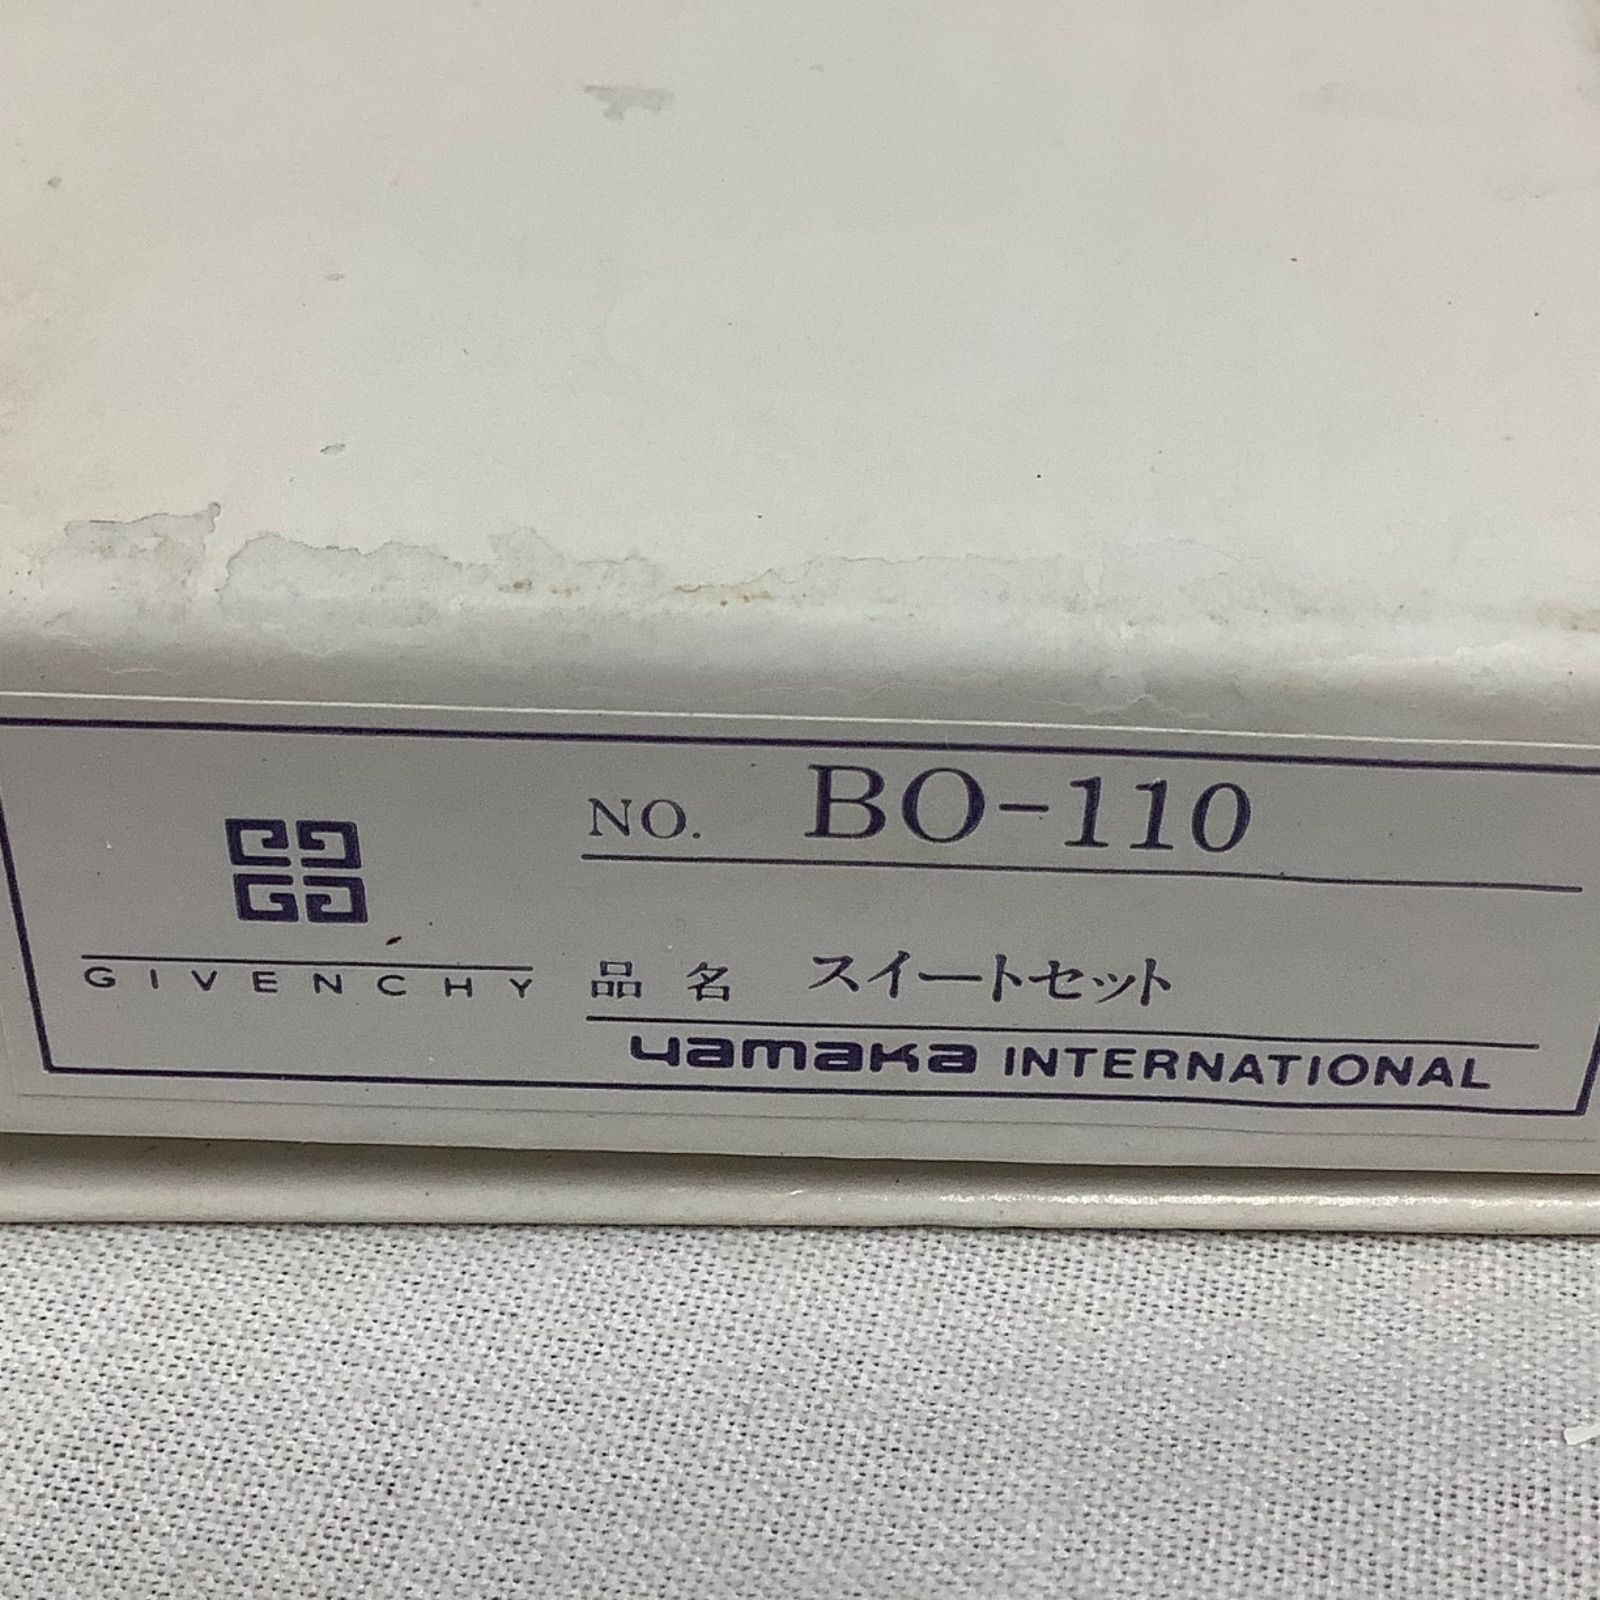 NO. BO-110
GIVENCHY
品名 スイートセット
yamaka INTERNATIONAL